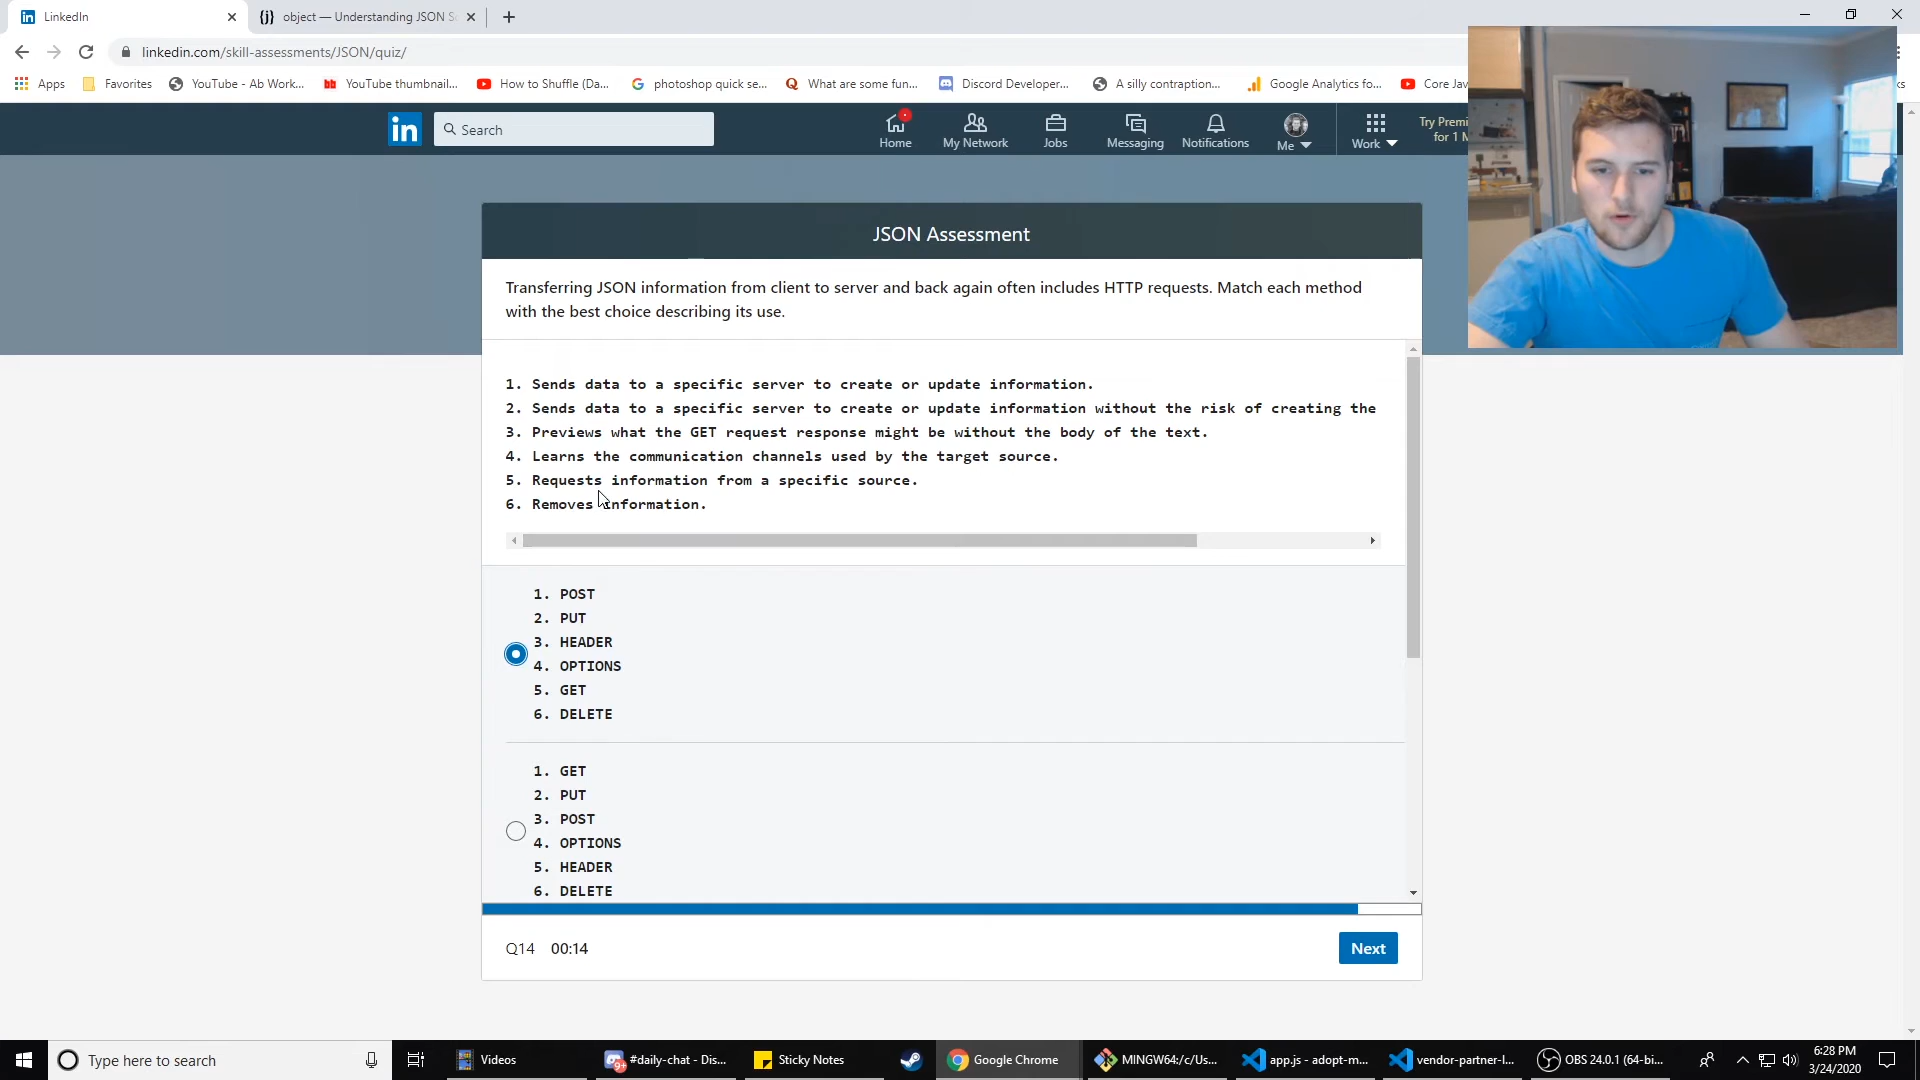 LinkedIn
{j} object — Understanding JSON S
linkedin.com/skill-assessments/JSON/quiz/
Apps
Favorites
YouTube - Ab Work...
YouTube thumbnail...
How to Shuffle (Da...
photoshop quick se...
What are some fun...
Discord Developer...
A silly contraption...
Google Analytics fo...
Core Jav
in
Search
Home
My Network
Jobs
Messaging
Notifications
Me
Work
Try Premi
for 1 M
JSON Assessment
Transferring JSON information from client to server and back again often includes HTTP requests. Match each method
with the best choice describing its use.
1. Sends data to a specific server to create or update information.
2. Sends data to a specific server to create or update information without the risk of creating the
3. Previews what the GET request response might be without the body of the text.
4. Learns the communication channels used by the target source.
5. Requests information from a specific source.
6. Removes information.
1. POST
2. PUT
3. HEADER
4. OPTIONS
5. GET
6. DELETE
1. GET
2. PUT
3. POST
4. OPTIONS
5. HEADER
6. DELETE
Q14 00:14
Next
Type here to search
Videos
#daily-chat - Dis...
Sticky Notes
Google Chrome
MINGW64:/c/Us...
app.js - adopt-m...
vendor-partner-l...
OBS 24.0.1 (64-bi...
6:28 PM
3/24/2020